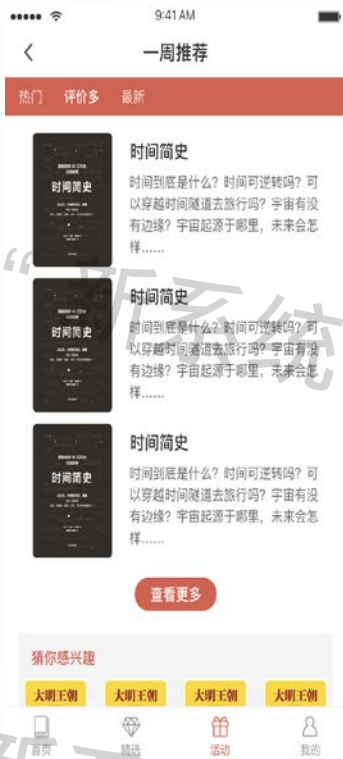 9:41 AM
一周推荐
热门 评价多 最新
时间简史
时间简史
时间到底是什么？时间可逆转吗？可
以穿越时间隧道去旅行吗？宇宙有没
有边缘？宇宙起源于哪里，未来会怎
样……
时间简史
时间简史
时间到底是什么？时间可逆转吗？可
以穿越时间隧道去旅行吗？宇宙有没
有边缘？宇宙起源于哪里，未来会怎
样……
时间简史
时间简史
时间到底是什么？时间可逆转吗？可
以穿越时间隧道去旅行吗？宇宙有没
有边缘？宇宙起源于哪里，未来会怎
样……
查看更多
猜你感兴趣
大明王朝 大明王朝 大明王朝 大明王朝
首页 精选 活动 我的
“新系统